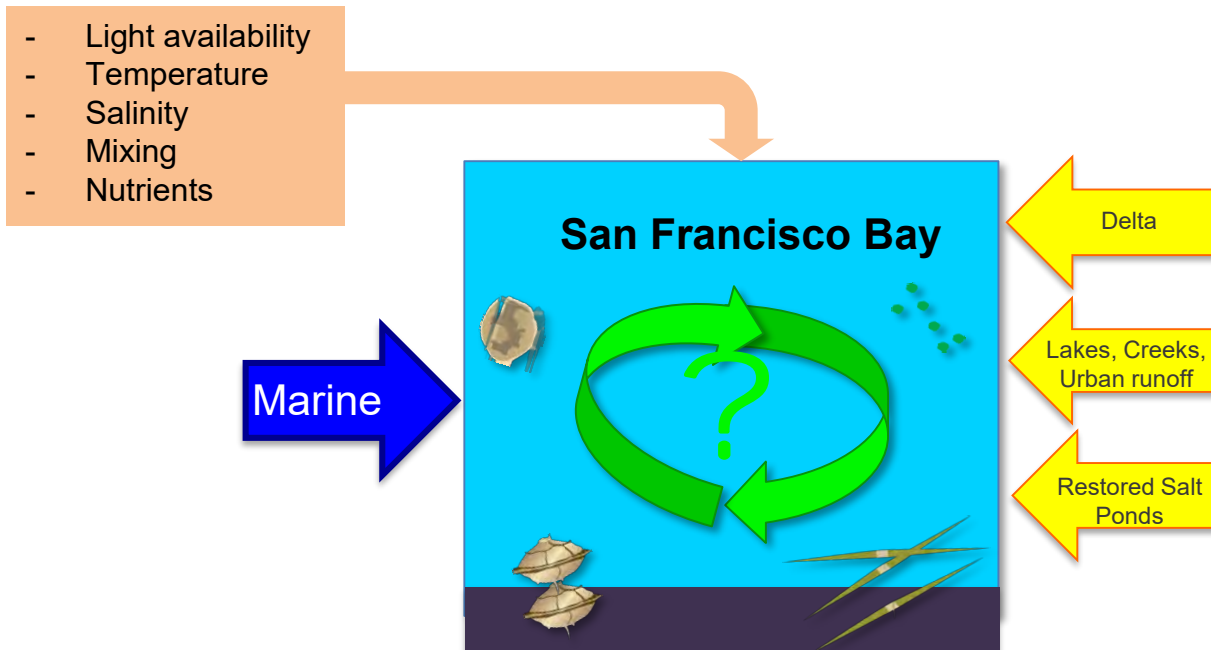 - Light availability
- Temperature
- Salinity
- Mixing
- Nutrients
San Francisco Bay
?
Marine
Delta
Lakes, Creeks,
Urban runoff
Restored Salt
Ponds